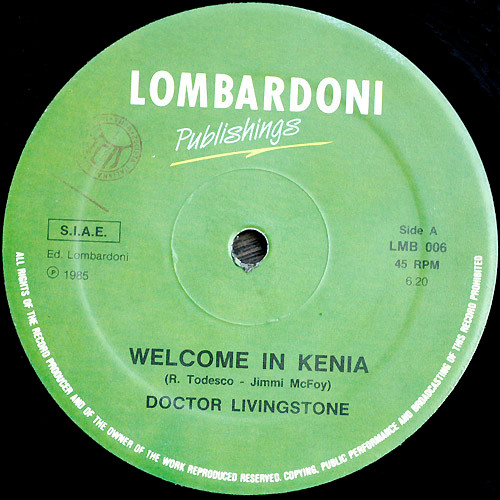 LOMBARDONI
Publishings
S.I.A.E.
Ed. Lombardoni
Ⓟ 1985
Side A
LMB 006
45 RPM
6.20
WELCOME IN KENIA
(R. Todesco - Jimmi McFoy)
DOCTOR LIVINGSTONE
ALL RIGHTS OF THE RECORD PRODUCER AND OF THE OWNER OF THE WORK REPRODUCED RESERVED. COPYING, PUBLIC PERFORMANCE AND BROADCASTING OF THIS RECORD PROHIBITED